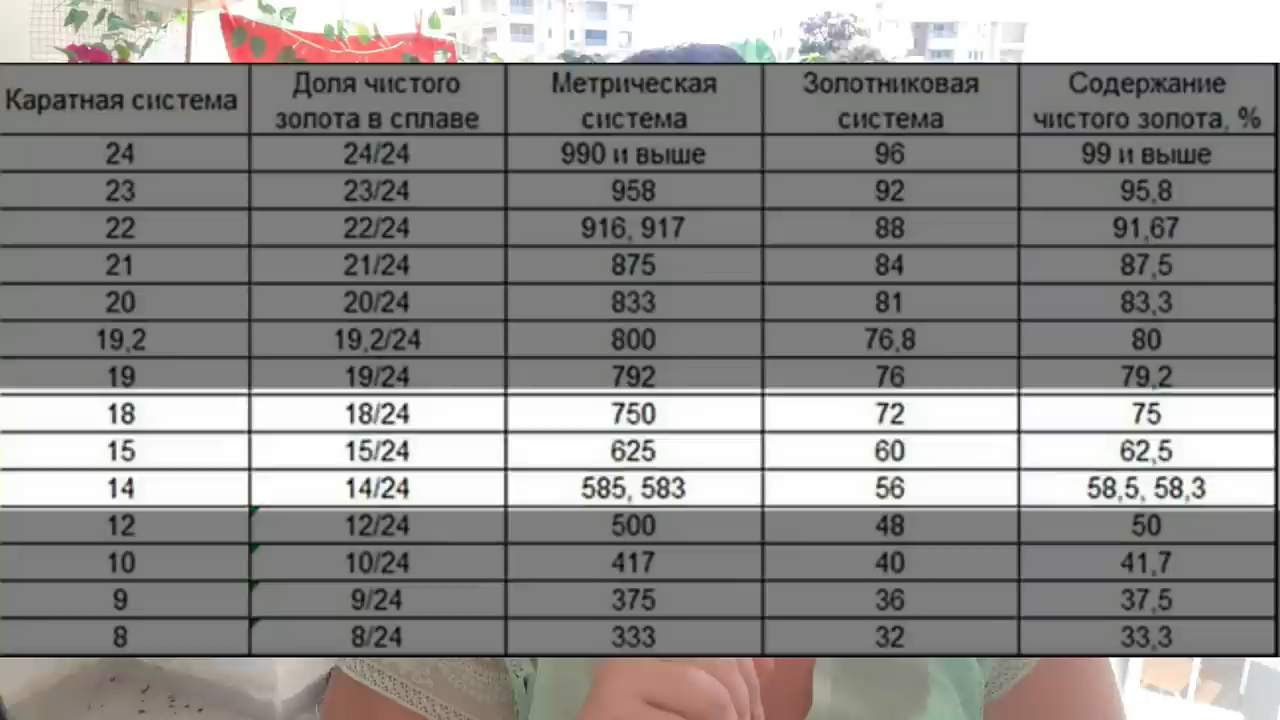 Каратная система Доля чистого золота в сплаве Метрическая система Золотниковая система Содержание чистого золота, %
24 24/24 990 и выше 96 99 и выше
23 23/24 958 92 95,8
22 22/24 916, 917 88 91,67
21 21/24 875 84 87,5
20 20/24 833 81 83,3
19,2 19,2/24 800 76,8 80
19 19/24 792 76 79,2
18 18/24 750 72 75
15 15/24 625 60 62,5
14 14/24 585, 583 56 58,5, 58,3
12 12/24 500 48 50
10 10/24 417 40 41,7
9 9/24 375 36 37,5
8 8/24 333 32 33,3